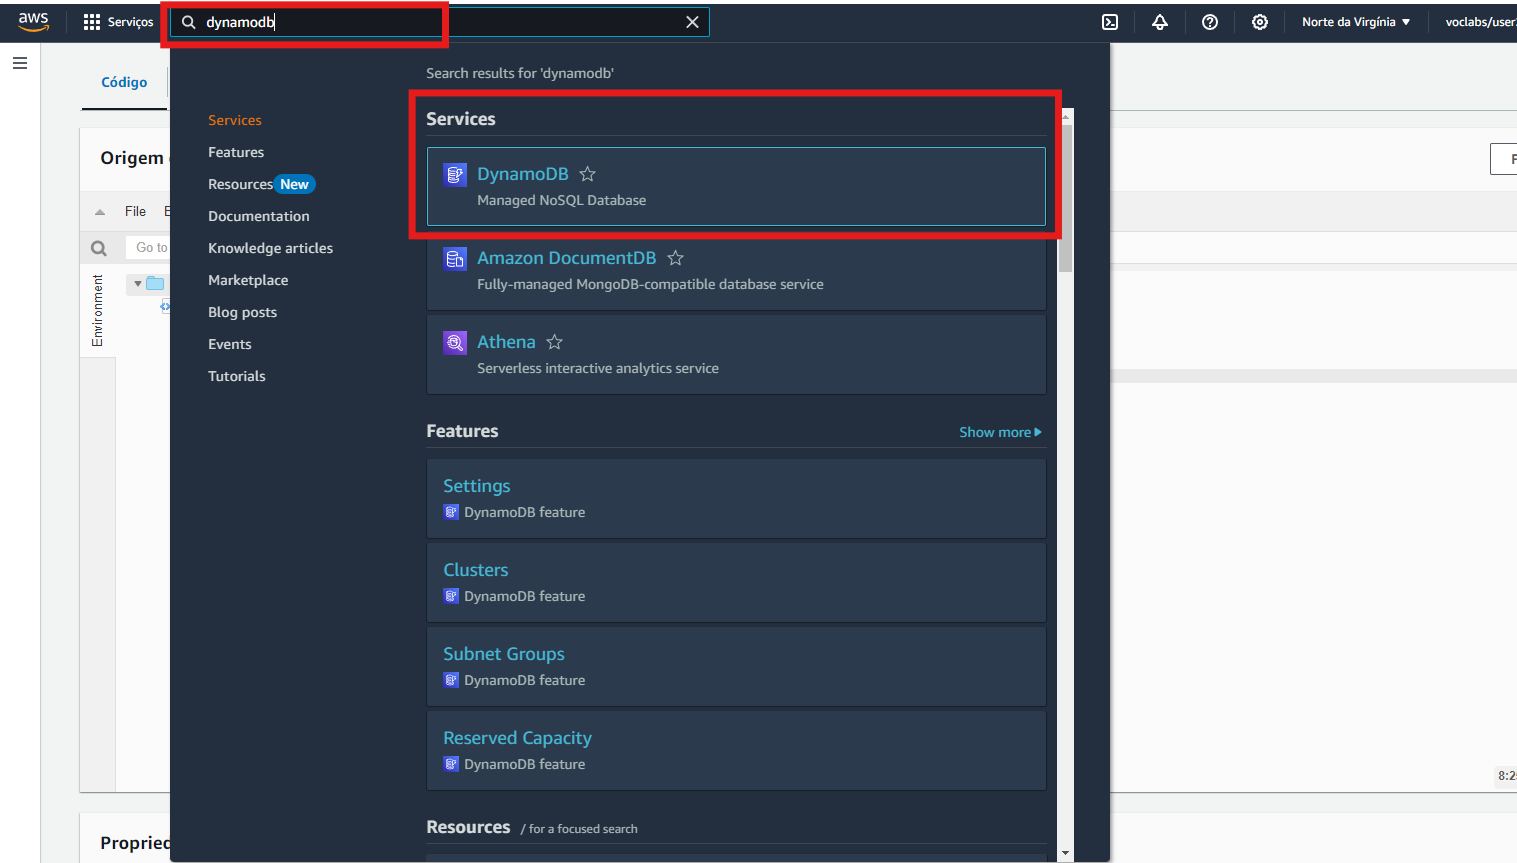 aws Serviços dynamodb Norte da Virgínia voclabs/user
Search results for 'dynamodb'
Código
Services
Features
Resources New
Documentation
Knowledge articles
Marketplace
Blog posts
Events
Tutorials
Services
DynamoDB
Managed NoSQL Database
Amazon DocumentDB
Fully-managed MongoDB-compatible database service
Athena
Serverless interactive analytics service
Features Show more
Settings
DynamoDB feature
Clusters
DynamoDB feature
Subnet Groups
DynamoDB feature
Reserved Capacity
DynamoDB feature
Resources / for a focused search
Origem
File E
Go to
Environment
F
8:2
Propried